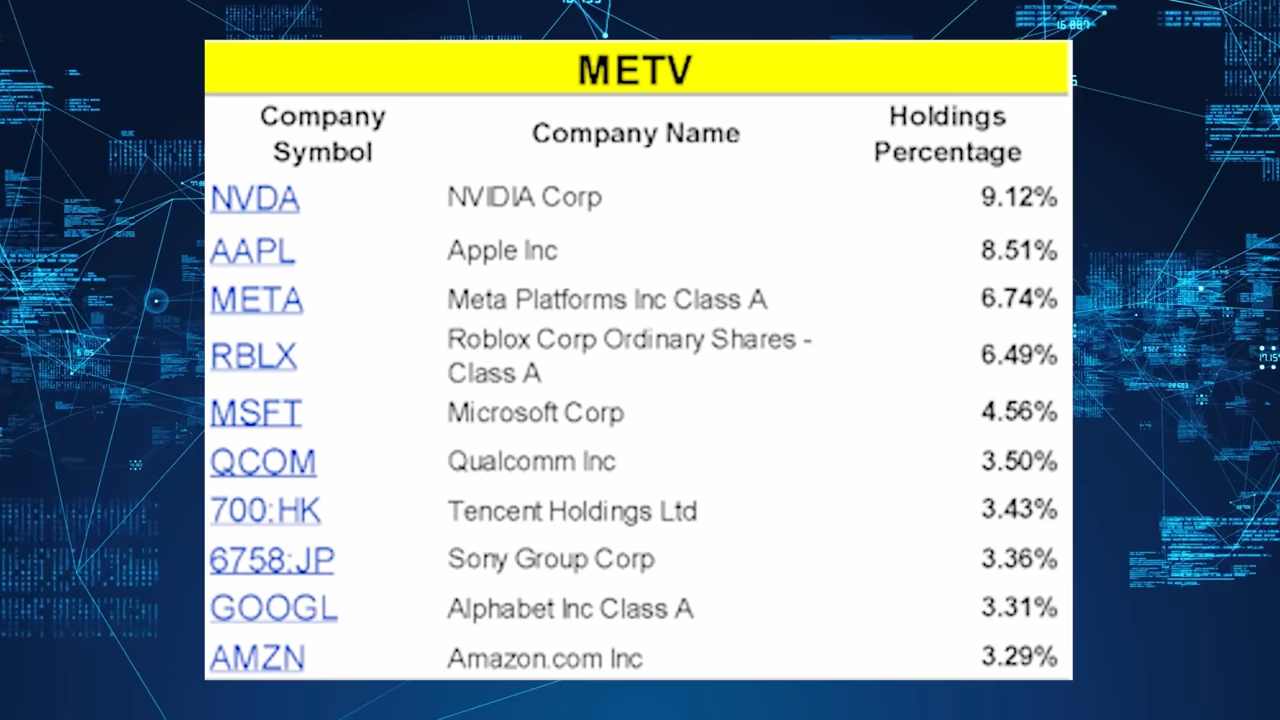 METV
Company Symbol
Company Name
Holdings Percentage
NVDA NVIDIA Corp 9.12%
AAPL Apple Inc 8.51%
META Meta Platforms Inc Class A 6.74%
RBLX Roblox Corp Ordinary Shares -
Class A 6.49%
MSFT Microsoft Corp 4.56%
QCOM Qualcomm Inc 3.50%
700:HK Tencent Holdings Ltd 3.43%
6758:JP Sony Group Corp 3.36%
GOOGL Alphabet Inc Class A 3.31%
AMZN Amazon.com Inc 3.29%